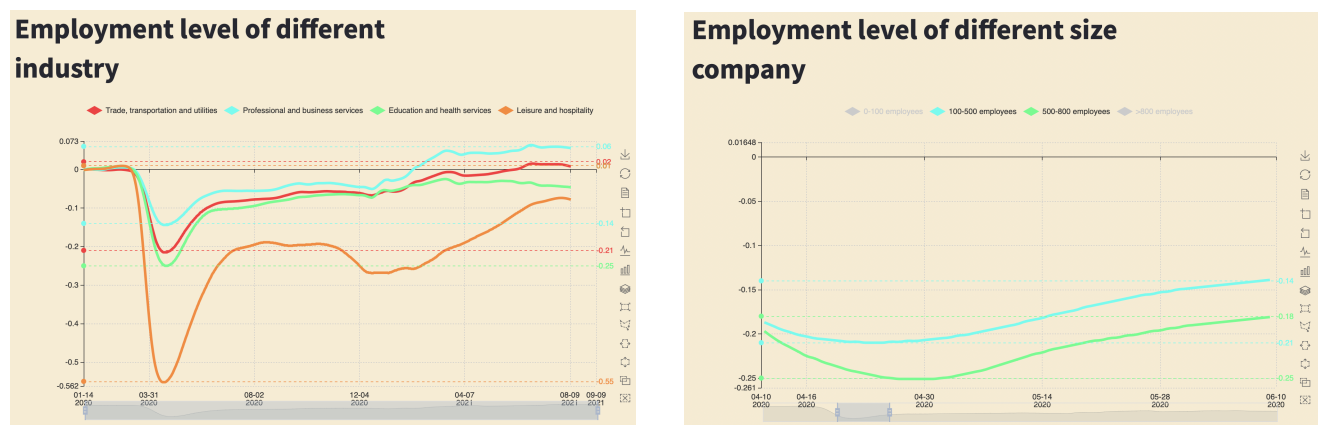 Employment level of different
industry
Trade, transportation and utilities Professional and business services Education and health services Leisure and hospitality
0.073
0.06
0.02
0.01
0
-0.1
-0.14
-0.2
-0.21
-0.25
-0.3
-0.4
-0.5
-0.55
-0.562
01-14 03-31 08-02 12-04 04-07 08-09 09-09
2020 2020 2020 2020 2021 2021 2021
Employment level of different size
company
0-100 employees 100-500 employees 500-800 employees >800 employees
0.01648
0
-0.05
-0.1
-0.14
-0.15
-0.18
-0.2
-0.21
-0.25 -0.25
-0.261
04-10 04-16 04-30 05-14 05-28 06-10
2020 2020 2020 2020 2020 2020